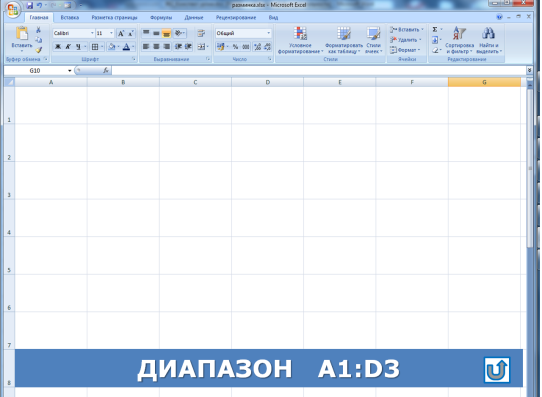 разминка.xlsx - Microsoft Excel
Главная Вставка Разметка страницы Формулы Данные Рецензирование Вид
Calibri 11 Общий
Вставить Условное форматирование Форматировать как таблицу Стили ячеек Вставить Удалить Формат Сортировка и фильтр Найти и выделить
Буфер обмена Шрифт Выравнивание Число Стили Ячейки Редактирование
G10 fx
A B C D E F G
1
2
3
4
5
6
7
8
ДИАПАЗОН A1:D3